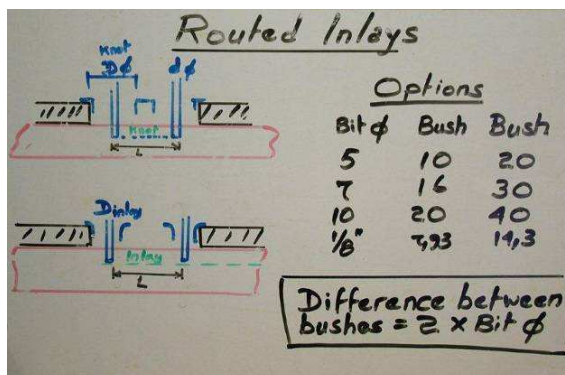 Routed Inlays
Knot
DØ dØ
Knot
L
Dinlay
Inlay
L
Options
Bitø Bush Bush
5 10 20
7 16 30
10 20 40
1/8" 7,93 14,3
Difference between
bushes = 2 x Bit ø